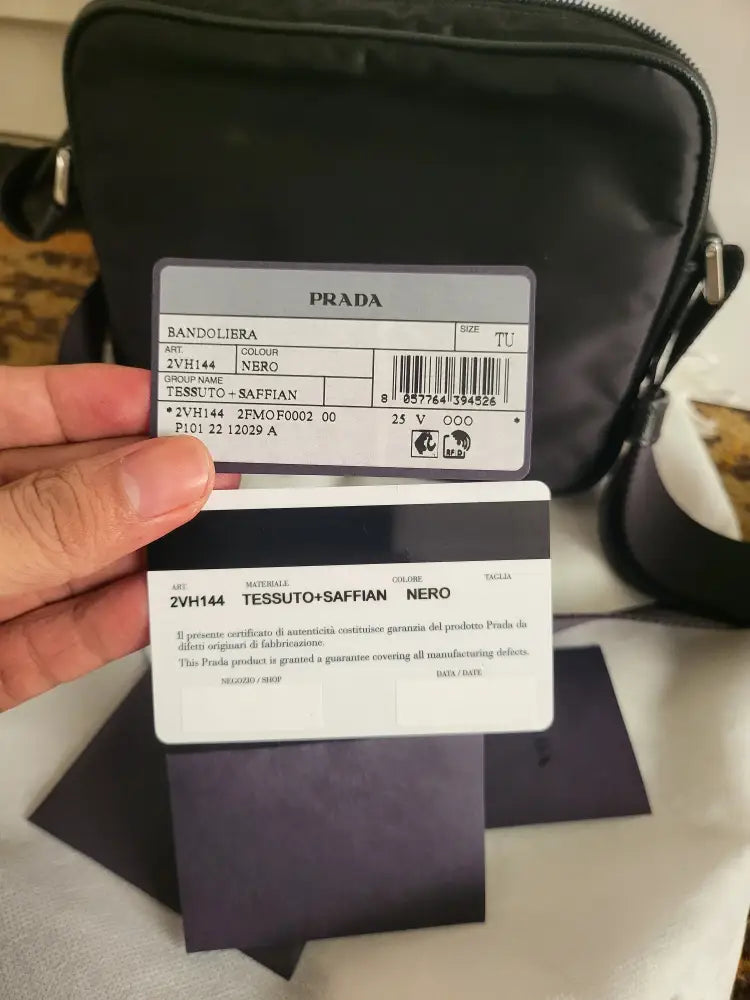 PRADA
BANDOLIERA
SIZE
TU
ART.
2VH144
COLOUR
NERO
GROUP NAME
TESSUTO+SAFFIAN
8 057764 394526
*2VH144 2FMOF0002 00 25 V OOO *
P101 22 12029 A
RFID
ART. MATERIALE COLORE TAGLIA
2VH144 TESSUTO+SAFFIAN NERO
Il presente certificato di autenticità costituisce garanzia del prodotto Prada da
difetti originari di fabbricazione.
This Prada product is granted a guarantee covering all manufacturing defects.
NEGOZIO / SHOP
DATA / DATE